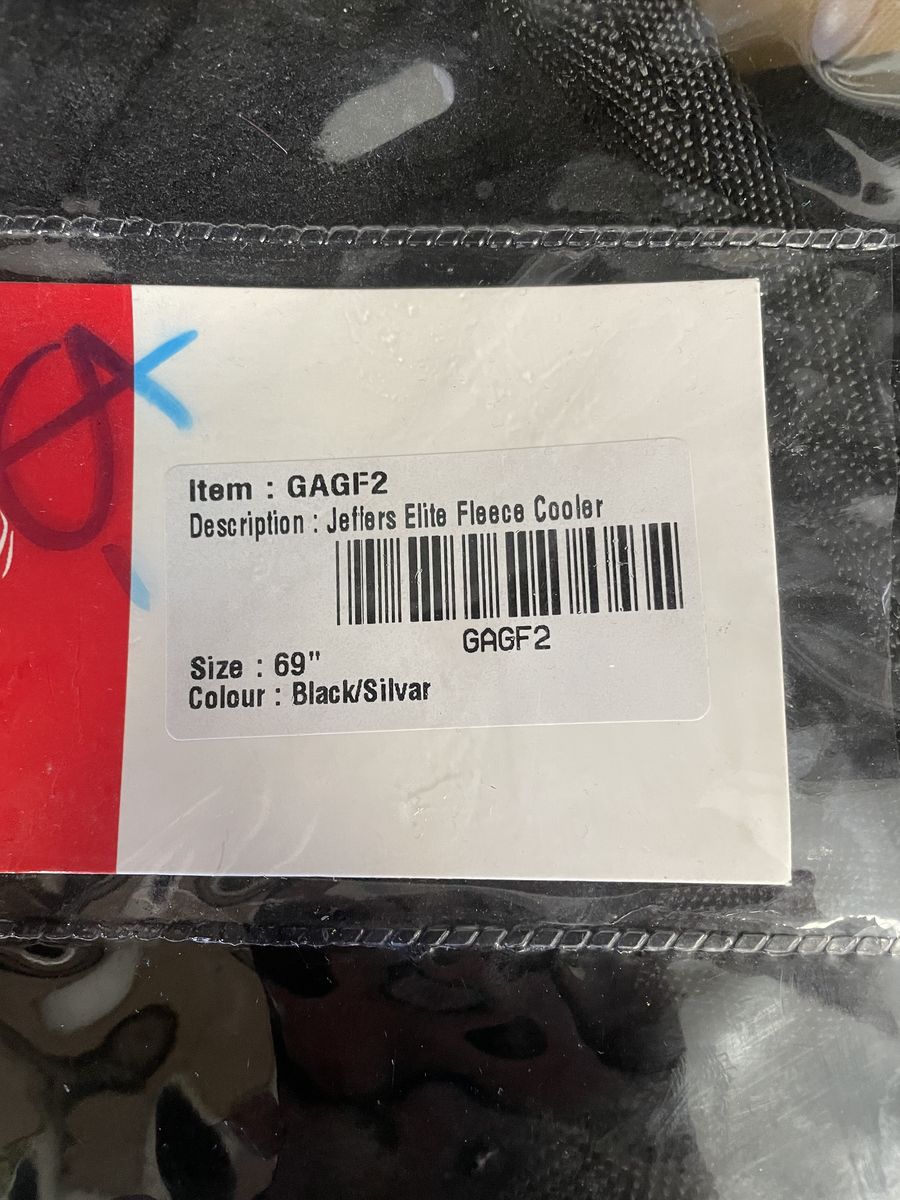 Item : GAGF2
Description : Jeffers Elite Fleece Cooler
GAGF2
Size : 69"
Colour : Black/Silvar